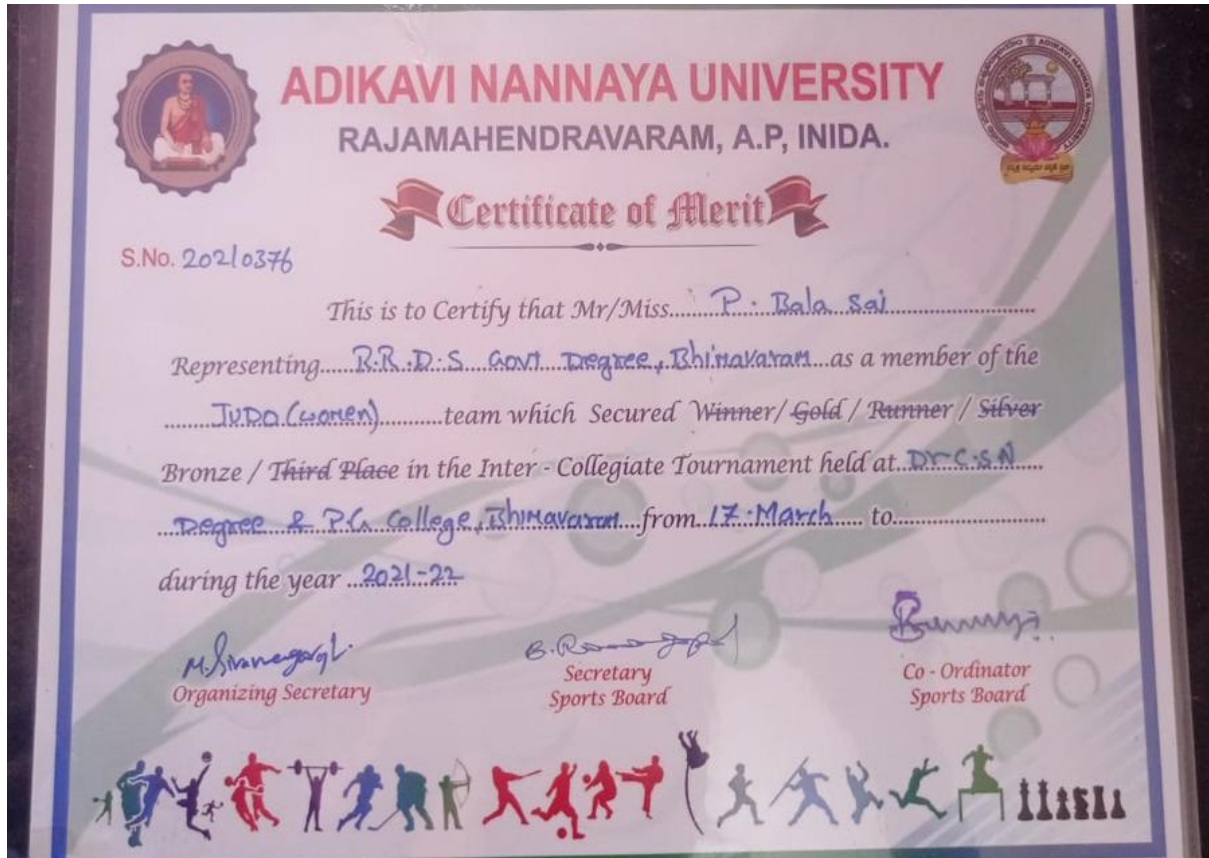 ADIKAVI NANNAYA UNIVERSITY
RAJAMAHENDRAVARAM, A.P, INIDA.
Certificate of Merit
S.No. 20210376
This is to Certify that Mr/Miss........P. Bala Sai........
Representing......R.R.D.S Govt Degree, Bhimavaram...as a member of the
........JUDO (women)...........team which Secured Winner/ Gold / Runner / Silver
Bronze / Third Place in the Inter - Collegiate Tournament held at..Dr C.S.N.....
....Degree & P.G College, Bhimavaram...from..17.March..... to...........................
during the year ...2021-22
Organizing Secretary
B.
Secretary
Sports Board
Co - Ordinator
Sports Board